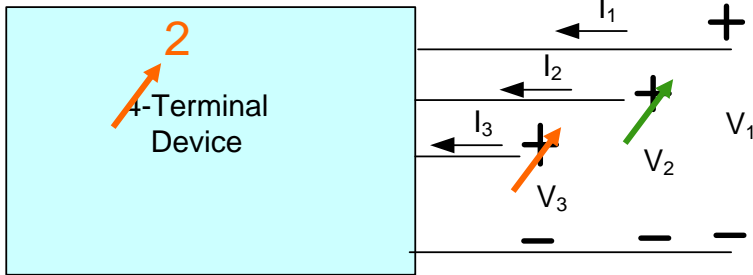 I1
+
2
I2
+
4-Terminal
Device
I3
+
V1
V2
V3
− − −